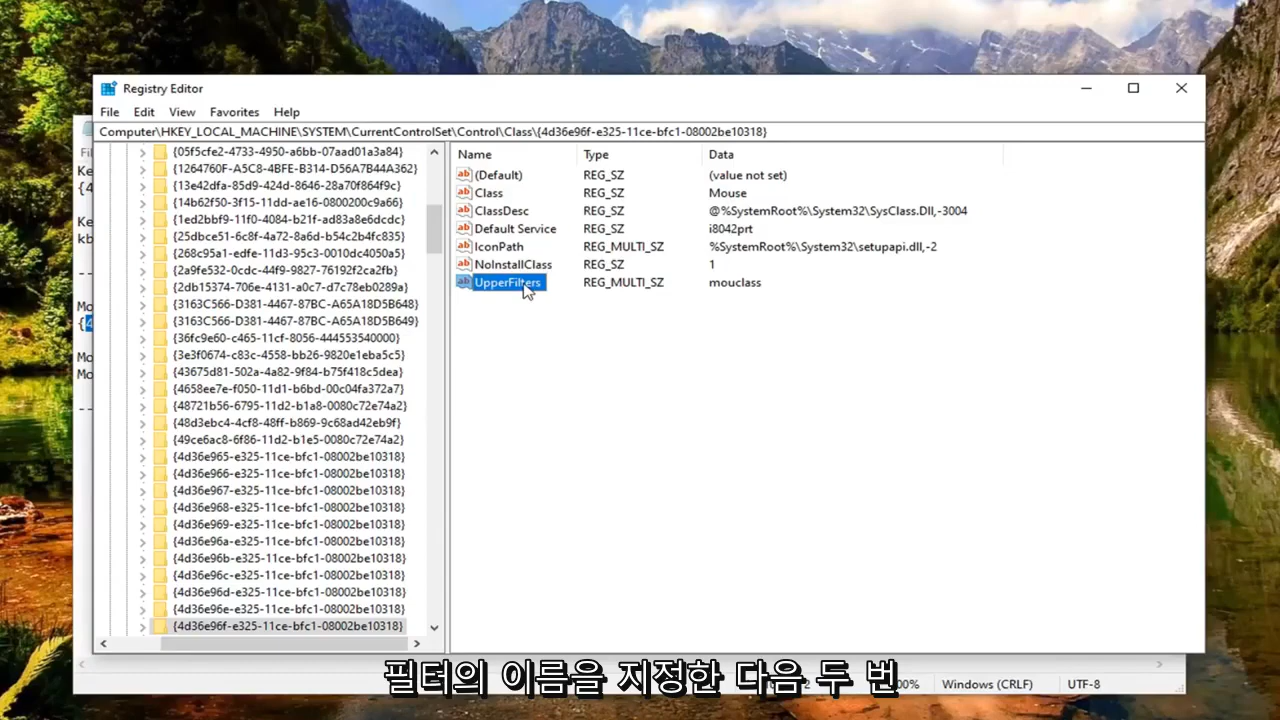 Registry Editor
File Edit View Favorites Help
Computer\HKEY_LOCAL_MACHINE\SYSTEM\CurrentControlSet\Control\Class\{4d36e96f-e325-11ce-bfc1-08002be10318}
{05f5cfe2-4733-4950-a6bb-07aad01a3a84}
{1264760F-A5C8-4BFE-B314-D56A7B44A362}
{13e42dfa-85d9-424d-8646-28a70f864f9c}
{14b62f50-3f15-11dd-ae16-0800200c9a66}
{1ed2bbf9-11f0-4084-b21f-ad83a8e6dcdc}
{25dbce51-6c8f-4a72-8a6d-b54c2b4fc835}
{268c95a1-edfe-11d3-95c3-0010dc4050a5}
{2a9fe532-0cdc-44f9-9827-76192f2ca2fb}
{2db15374-706e-4131-a0c7-d7c78eb0289a}
{3163C566-D381-4467-87BC-A65A18D5B648}
{3163C566-D381-4467-87BC-A65A18D5B649}
{36fc9e60-c465-11cf-8056-444553540000}
{3e3f0674-c83c-4558-bb26-9820e1eba5c5}
{43675d81-502a-4a82-9f84-b75f418c5dea}
{4658ee7e-f050-11d1-b6bd-00c04fa372a7}
{48721b56-6795-11d2-b1a8-0080c72e74a2}
{48d3ebc4-4cf8-48ff-b869-9c68ad42eb9f}
{49ce6ac8-6f86-11d2-b1e5-0080c72e74a2}
{4d36e965-e325-11ce-bfc1-08002be10318}
{4d36e966-e325-11ce-bfc1-08002be10318}
{4d36e967-e325-11ce-bfc1-08002be10318}
{4d36e968-e325-11ce-bfc1-08002be10318}
{4d36e969-e325-11ce-bfc1-08002be10318}
{4d36e96a-e325-11ce-bfc1-08002be10318}
{4d36e96b-e325-11ce-bfc1-08002be10318}
{4d36e96c-e325-11ce-bfc1-08002be10318}
{4d36e96d-e325-11ce-bfc1-08002be10318}
{4d36e96e-e325-11ce-bfc1-08002be10318}
{4d36e96f-e325-11ce-bfc1-08002be10318}
Name Type Data
(Default) REG_SZ (value not set)
Class REG_SZ Mouse
ClassDesc REG_SZ @%SystemRoot%\System32\SysClass.Dll,-3004
Default Service REG_SZ i8042prt
IconPath REG_MULTI_SZ %SystemRoot%\System32\setupapi.dll,-2
NoInstallClass REG_SZ 1
UpperFilters REG_MULTI_SZ mouclass
필터의 이름을 지정한 다음 두 번
Windows (CRLF) UTF-8